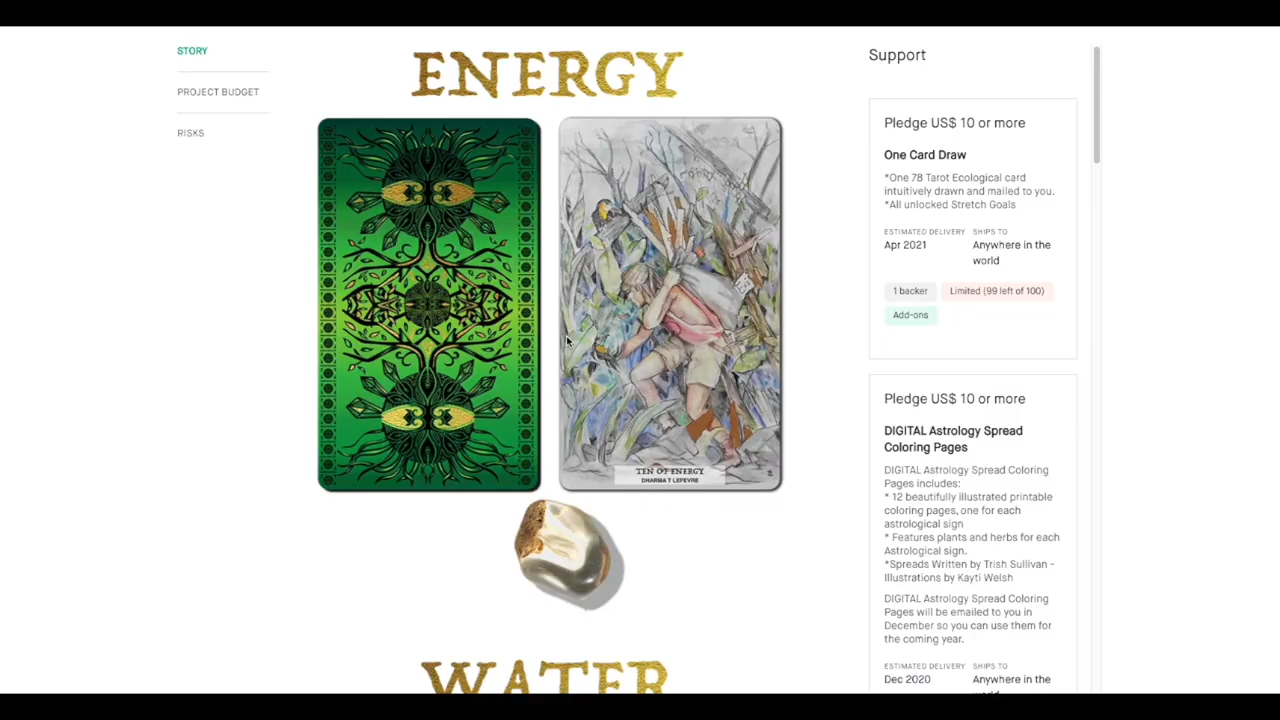 STORY
PROJECT BUDGET
RISKS
ENERGY
TEN OF ENERGY
DHARMA T LEFEVRE
WATER
Support
Pledge US$ 10 or more
One Card Draw
*One 78 Tarot Ecological card
intuitively drawn and mailed to you.
*All unlocked Stretch Goals
ESTIMATED DELIVERY SHIPS TO
Apr 2021 Anywhere in the
world
1 backer Limited (99 left of 100)
Add-ons
Pledge US$ 10 or more
DIGITAL Astrology Spread
Coloring Pages
DIGITAL Astrology Spread Coloring
Pages includes:
* 12 beautifully illustrated printable
coloring pages, one for each
astrological sign
* Features plants and herbs for each
Astrological sign.
*Spreads Written by Trish Sullivan -
Illustrations by Kayti Welsh
DIGITAL Astrology Spread Coloring
Pages will be emailed to you in
December so you can use them for
the coming year.
ESTIMATED DELIVERY SHIPS TO
Dec 2020 Anywhere in the
world